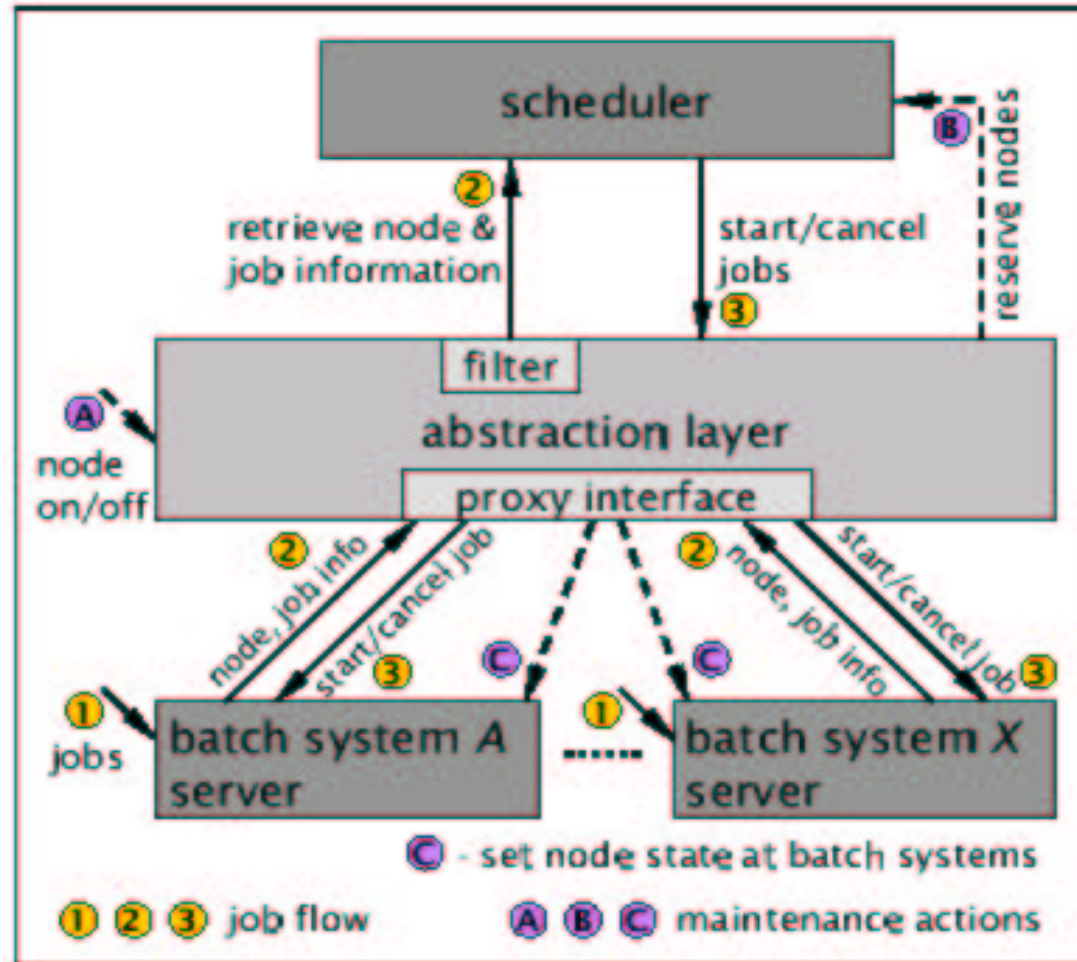 scheduler
B
reserve nodes
2
retrieve node &
job information
start/cancel
jobs
3
filter
A
node
on/off
abstraction layer
proxy interface
2
node, job info
start/cancel job
3
C
2
node, job info
start/cancel job
3
C
1
jobs
batch system A
server
1
batch system X
server
C - set node state at batch systems
1 2 3 job flow
A B C maintenance actions